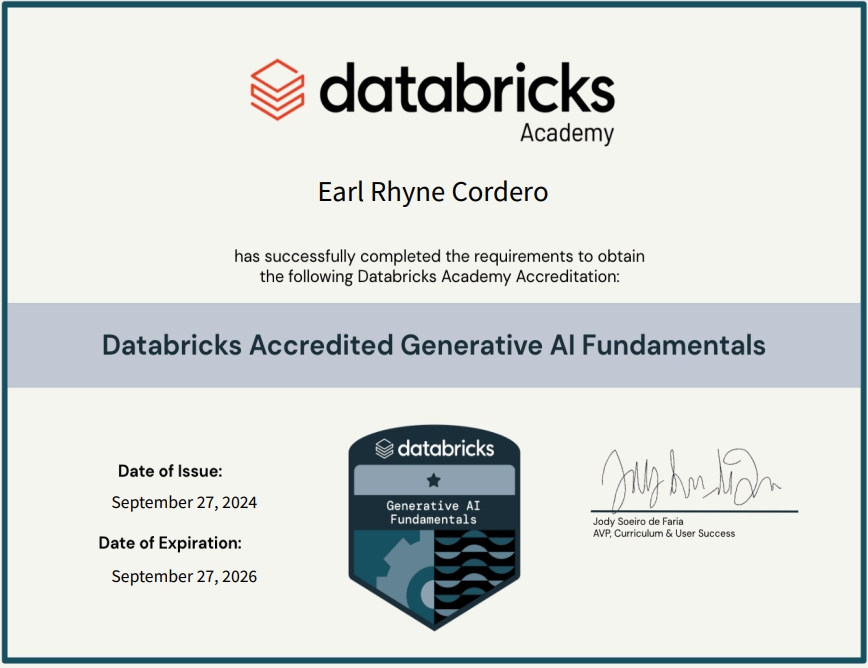 databricks
Academy
Earl Rhyne Cordero
has successfully completed the requirements to obtain
the following Databricks Academy Accreditation:
Databricks Accredited Generative AI Fundamentals
Date of Issue:
September 27, 2024
Date of Expiration:
September 27, 2026
databricks
Generative AI
Fundamentals
Jody Soeiro de Faria
AVP, Curriculum & User Success